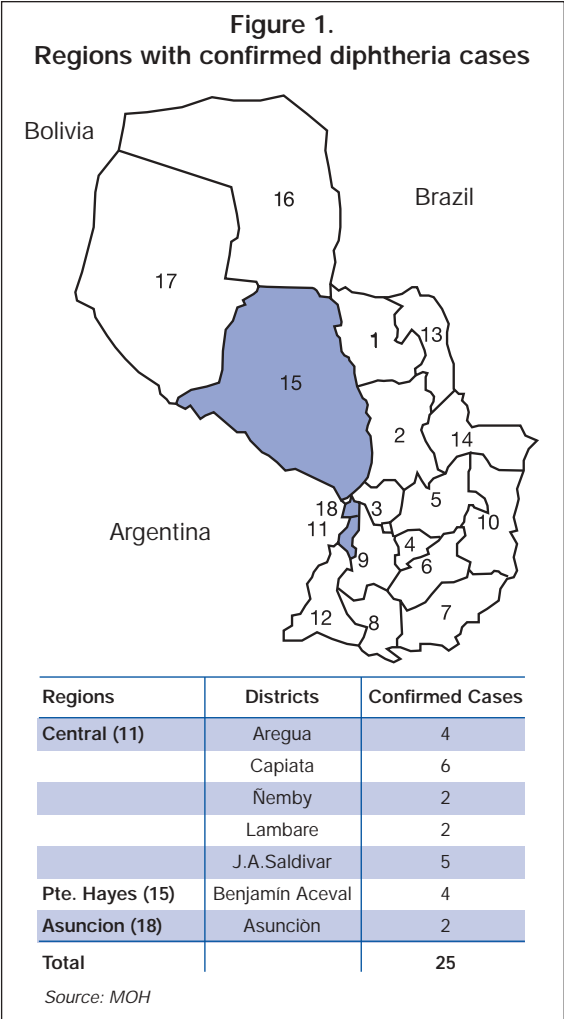 Figure 1.
Regions with confirmed diphtheria cases
Bolivia
Brazil
16
17
1
13
15
2
14
18
3
5
10
Argentina
11
4
9
6
12
8
7
Regions Districts Confirmed Cases
Central (11) Aregua 4
Capiata 6
Ñemby 2
Lambare 2
J.A.Saldivar 5
Pte. Hayes (15) Benjamín Aceval 4
Asuncion (18) Asunciòn 2
Total 25
Source: MOH